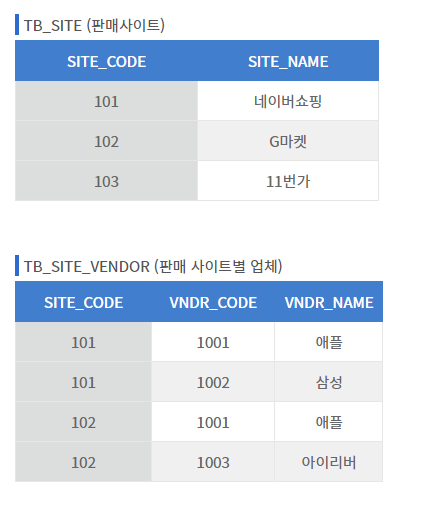 TB_SITE (판매사이트)
SITE_CODE SITE_NAME
101 네이버쇼핑
102 G마켓
103 11번가
TB_SITE_VENDOR (판매 사이트별 업체)
SITE_CODE VNDR_CODE VNDR_NAME
101 1001 애플
101 1002 삼성
102 1001 애플
102 1003 아이리버